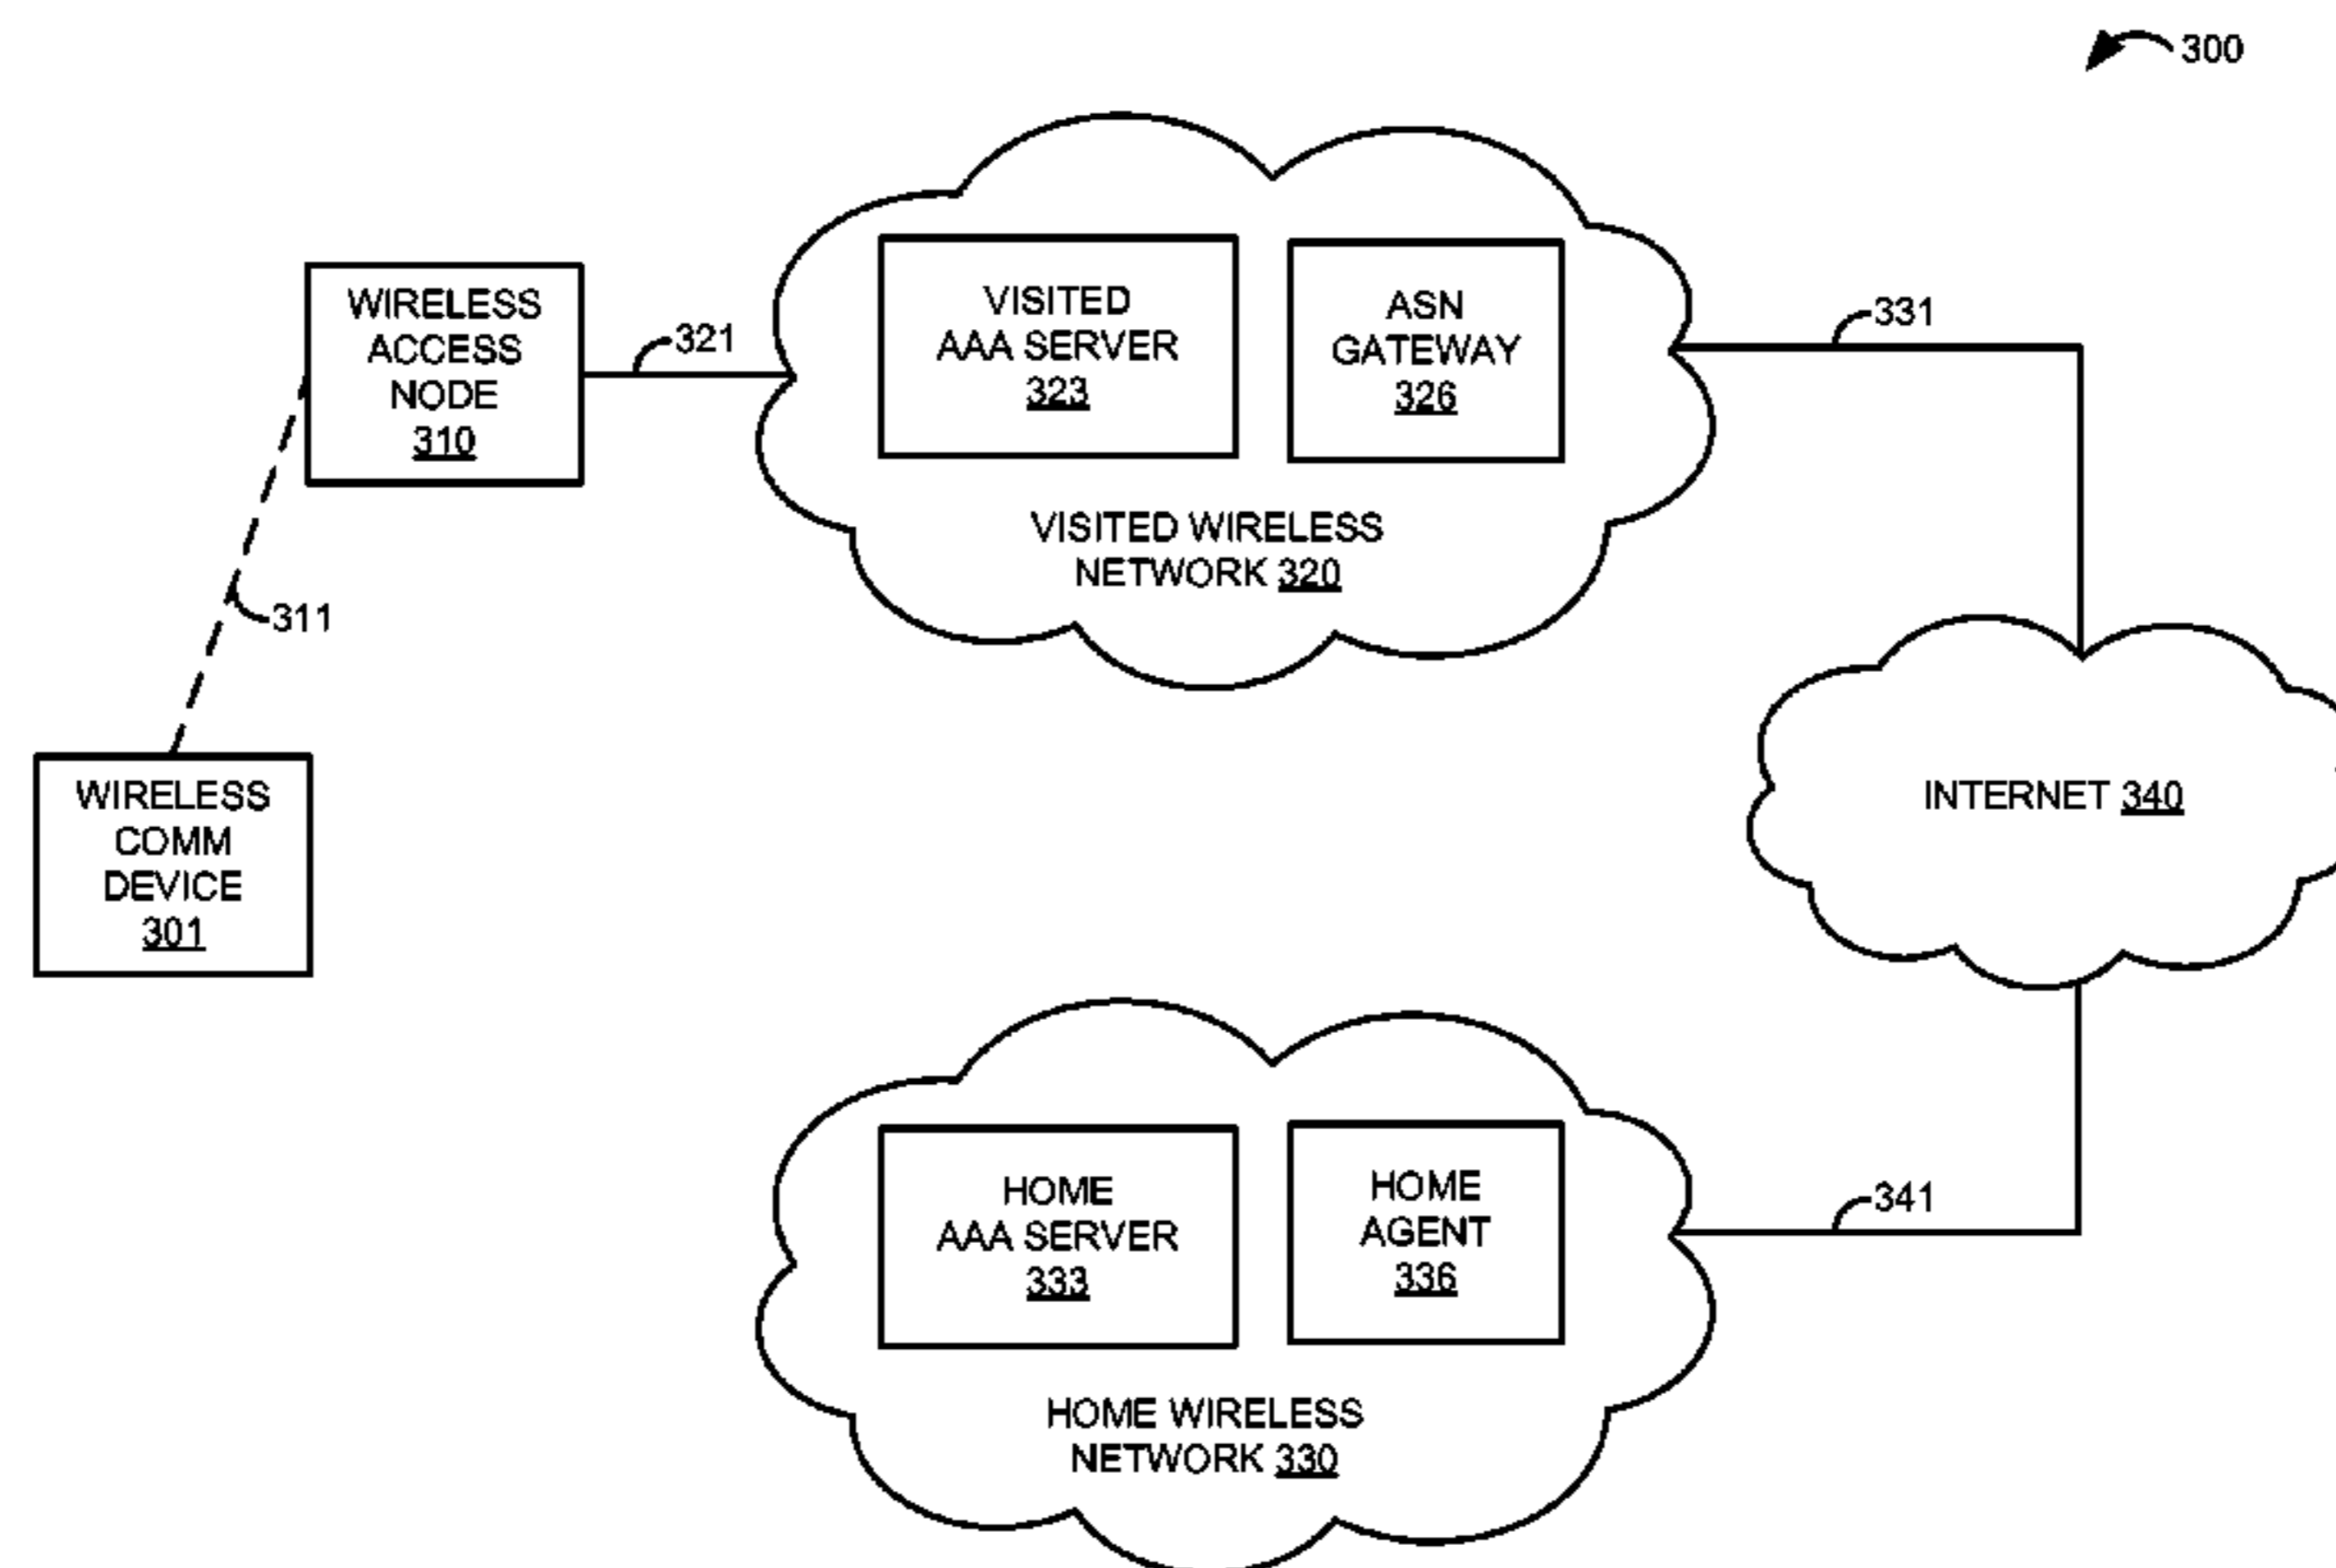 300
WIRELESS
ACCESS
NODE
310
321
VISITED
AAA SERVER
323
ASN
GATEWAY
326
331
VISITED WIRELESS
NETWORK 320
311
WIRELESS
COMM
DEVICE
301
INTERNET 340
HOME
AAA SERVER
333
HOME
AGENT
336
341
HOME WIRELESS
NETWORK 330